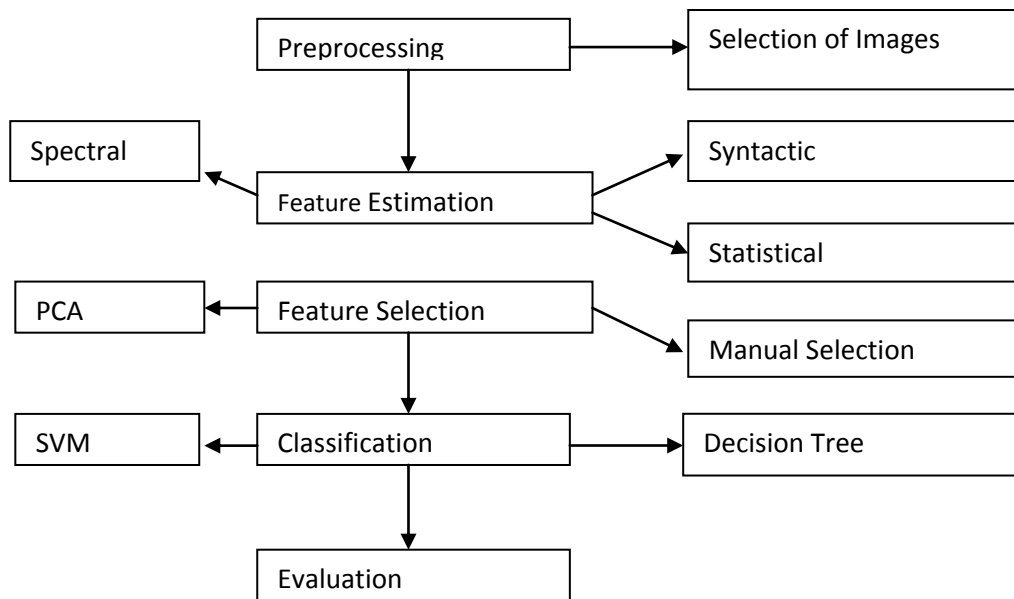 Preprocessing
Selection of Images
Spectral
Syntactic
Feature Estimation
Statistical
PCA
Feature Selection
Manual Selection
SVM
Classification
Decision Tree
Evaluation